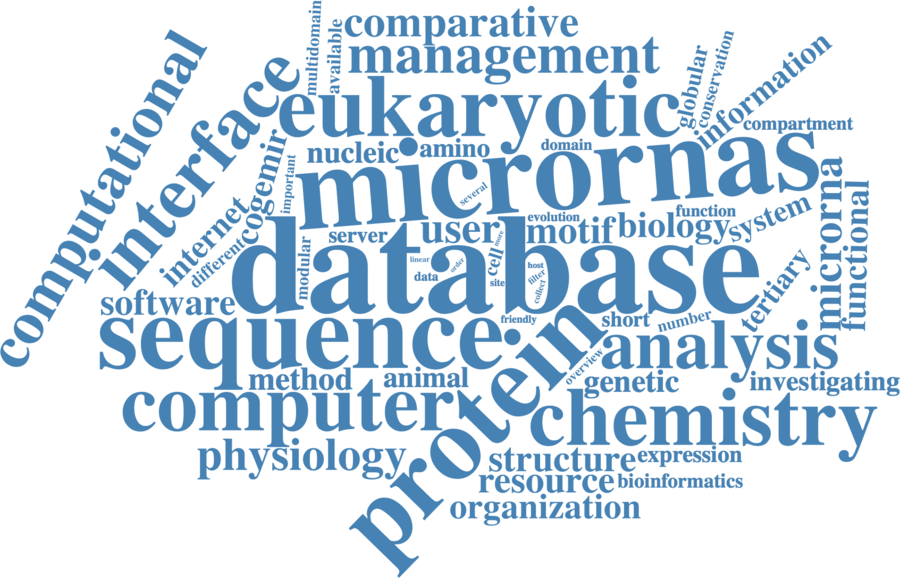 comparative
management
multidomain
available
eukaryotic
globular
conservation
information
compartment
computational
interface
cogemir
important
nucleic
amino
domain
micrornas
several
internet
different
modular
server
user
evolution
motif
biology
function
system
microrna
functional
database
linear
data
order
cell
more
site
host
filter
collect
tertiary
software
sequence
friendly
short
number
protein
overview
analysis
method
animal
genetic
investigating
computer
chemistry
physiology
structure
expression
resource
bioinformatics
organization